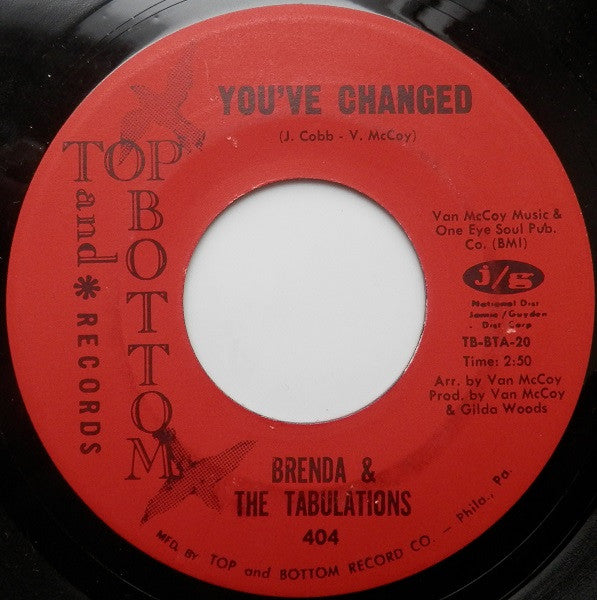 YOU'VE CHANGED
(J. Cobb - V. McCoy)
TOP
and
BOTTOM
* RECORDS
Van McCoy Music &
One Eye Soul Pub.
Co. (BMI)
j/g
National Dist
Jamie/Guyden
Dist Corp
TB-BTA-20
Time: 2:50
Arr. by Van McCoy
Prod. by Van McCoy
& Gilda Woods
BRENDA &
THE TABULATIONS
404
MFD. BY TOP and BOTTOM RECORD CO. - Phila., Pa.